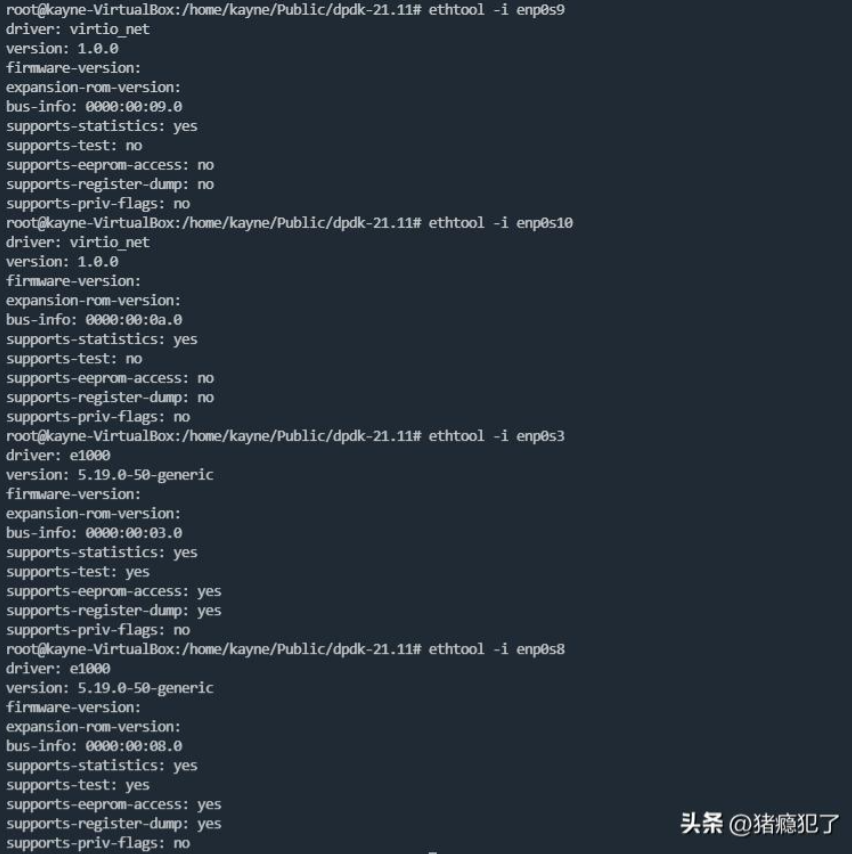 root@kayne-VirtualBox:/home/kayne/Public/dpdk-21.11# ethtool -i enp0s9
driver: virtio_net
version: 1.0.0
firmware-version:
expansion-rom-version:
bus-info: 0000:00:09.0
supports-statistics: yes
supports-test: no
supports-eeprom-access: no
supports-register-dump: no
supports-priv-flags: no
root@kayne-VirtualBox:/home/kayne/Public/dpdk-21.11# ethtool -i enp0s10
driver: virtio_net
version: 1.0.0
firmware-version:
expansion-rom-version:
bus-info: 0000:00:0a.0
supports-statistics: yes
supports-test: no
supports-eeprom-access: no
supports-register-dump: no
supports-priv-flags: no
root@kayne-VirtualBox:/home/kayne/Public/dpdk-21.11# ethtool -i enp0s3
driver: e1000
version: 5.19.0-50-generic
firmware-version:
expansion-rom-version:
bus-info: 0000:00:03.0
supports-statistics: yes
supports-test: yes
supports-eeprom-access: yes
supports-register-dump: yes
supports-priv-flags: no
root@kayne-VirtualBox:/home/kayne/Public/dpdk-21.11# ethtool -i enp0s8
driver: e1000
version: 5.19.0-50-generic
firmware-version:
expansion-rom-version:
bus-info: 0000:00:08.0
supports-statistics: yes
supports-test: yes
supports-eeprom-access: yes
supports-register-dump: yes
supports-priv-flags: no
头条 @猪瘾犯了